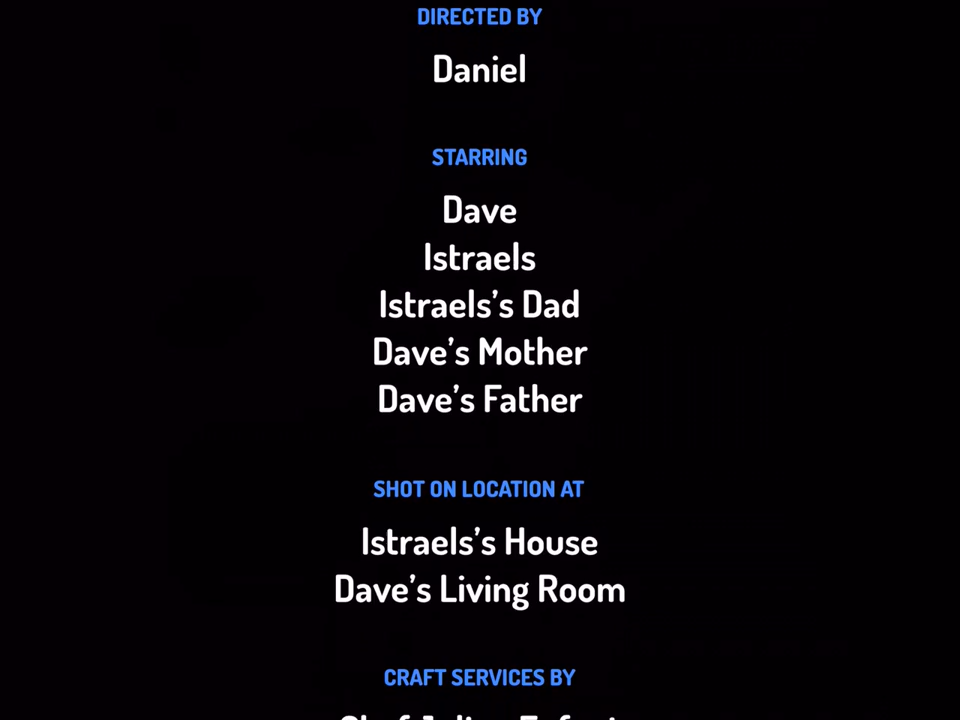 DIRECTED BY
Daniel
STARRING
Dave
Istraels
Istraels's Dad
Dave's Mother
Dave's Father
SHOT ON LOCATION AT
Istraels's House
Dave's Living Room
CRAFT SERVICES BY
Chef